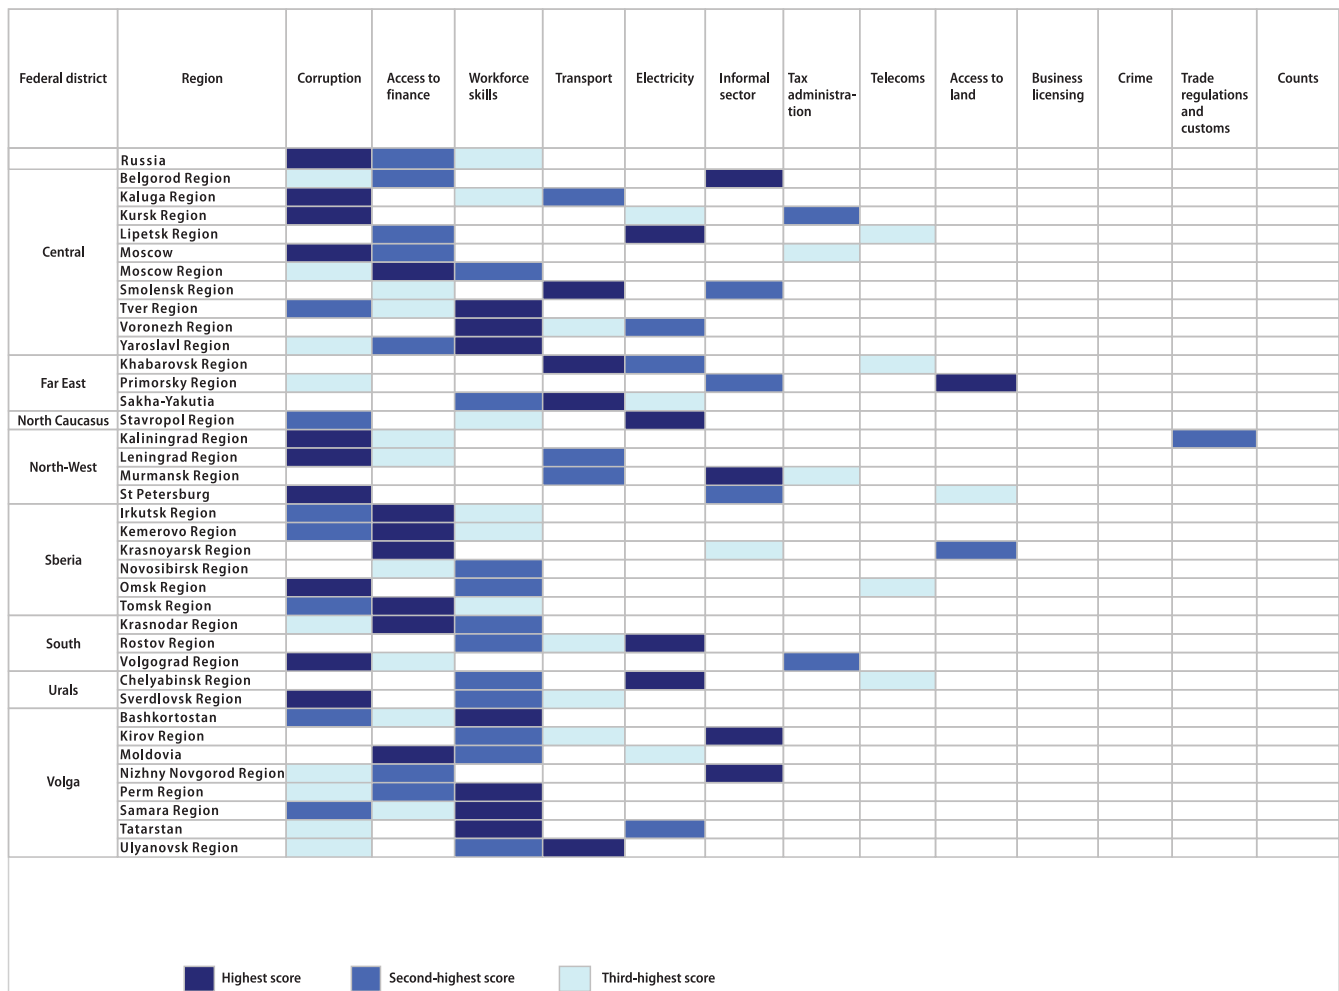 Federal district
Region
Corruption
Access to
finance
Workforce
skills
Transport
Electricity
Informal
sector
Tax
administra-
tion
Telecoms
Access to
land
Business
licensing
Crime
Trade
regulations
and
customs
Counts
Russia
Central
Belgorod Region
Kaluga Region
Kursk Region
Lipetsk Region
Moscow
Moscow Region
Smolensk Region
Tver Region
Voronezh Region
Yaroslavl Region
Far East
Khabarovsk Region
Primorsky Region
Sakha-Yakutia
North Caucasus
Stavropol Region
North-West
Kaliningrad Region
Leningrad Region
Murmansk Region
St Petersburg
Sberia
Irkutsk Region
Kemerovo Region
Krasnoyarsk Region
Novosibirsk Region
Omsk Region
Tomsk Region
South
Krasnodar Region
Rostov Region
Volgograd Region
Urals
Chelyabinsk Region
Sverdlovsk Region
Volga
Bashkortostan
Kirov Region
Moldovia
Nizhny Novgorod Region
Perm Region
Samara Region
Tatarstan
Ulyanovsk Region
Highest score
Second-highest score
Third-highest score